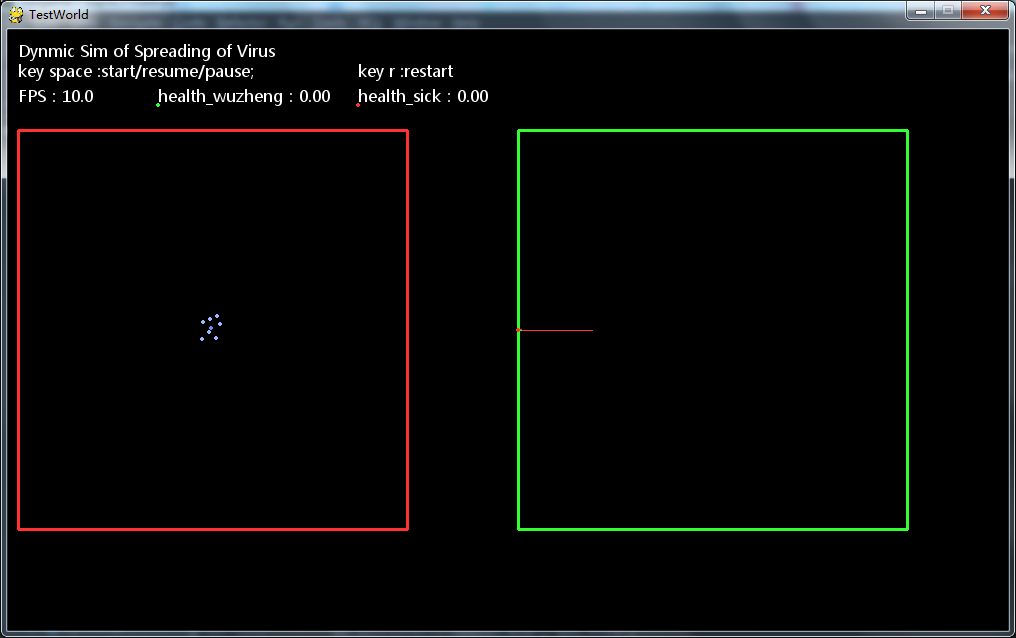 TestWorld
Dynmic Sim of Spreading of Virus
key space :start/resume/pause; key r :restart
FPS : 10.0 health_wuzheng : 0.00 health_sick : 0.00